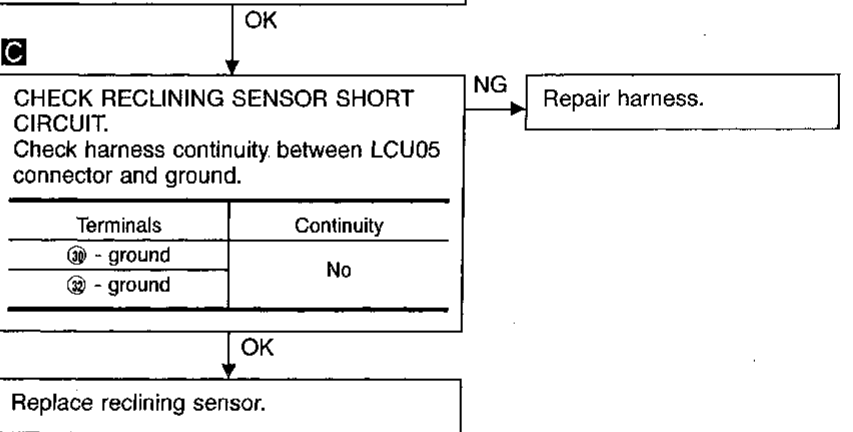 OK
C
CHECK RECLINING SENSOR SHORT
CIRCUIT.
Check harness continuity between LCU05
connector and ground.
Terminals Continuity
㉚ - ground
No
㉜ - ground
NG
Repair harness.
OK
Replace reclining sensor.